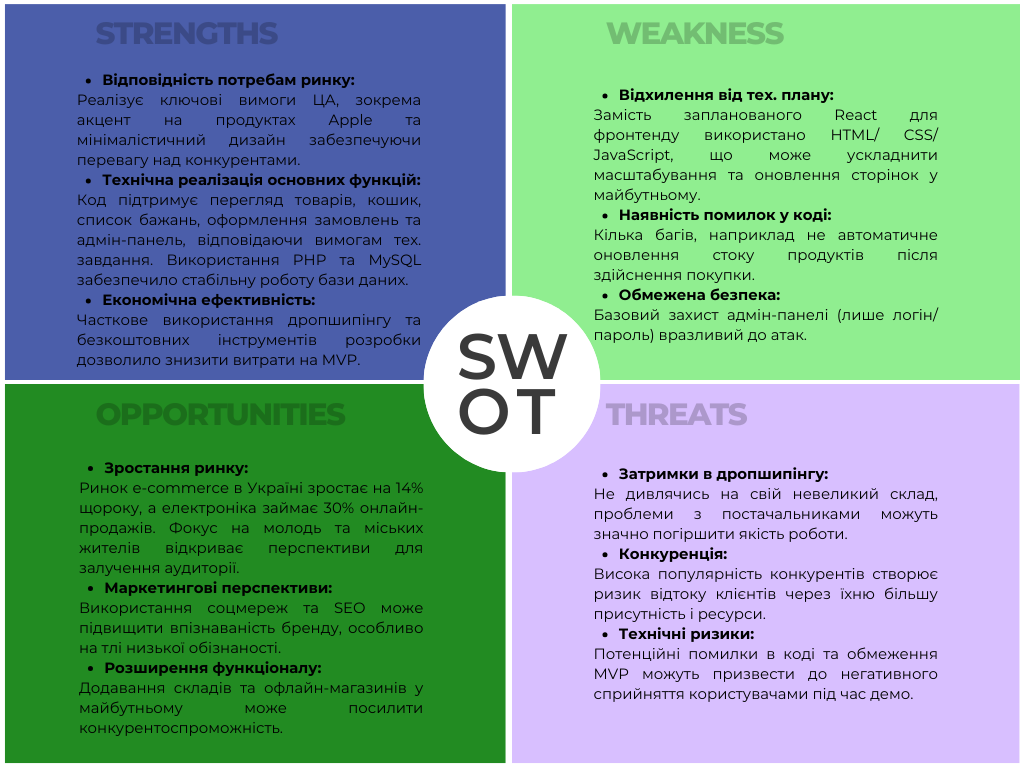 STRENGTHS
• Відповідність потребам ринку:
Реалізує ключові вимоги ЦА, зокрема
акцент на продуктах Apple та
мінімалістичний дизайн забезпечуючи
перевагу над конкурентами.
• Технічна реалізація основних функцій:
Код підтримує перегляд товарів, кошик,
список бажань, оформлення замовлень та
адмін-панель, відповідаючи вимогам тех.
завдання. Використання PHP та MySQL
забезпечило стабільну роботу бази даних.
• Економічна ефективність:
Часткове використання дропшипінгу та
безкоштовних інструментів розробки
дозволило знизити витрати на MVP.
WEAKNESS
• Відхилення від тех. плану:
Замість запланованого React для
фронтенду використано HTML/ CSS/
JavaScript, що може ускладнити
масштабування та оновлення сторінок у
майбутньому.
• Наявність помилок у коді:
Кілька багів, наприклад не автоматичне
оновлення стоку продуктів після
здійснення покупки.
• Обмежена безпека:
Базовий захист адмін-панелі (лише логін/
пароль) вразливий до атак.
SW
OT
OPPORTUNITIES
• Зростання ринку:
Ринок e-commerce в Україні зростає на 14%
щороку, а електроніка займає 30% онлайн-
продажів. Фокус на молодь та міських
жителів відкриває перспективи для
залучення аудиторії.
• Маркетингові перспективи:
Використання соцмереж та SEO може
підвищити впізнаваність бренду, особливо
на тлі низької обізнаності.
• Розширення функціоналу:
Додавання складів та офлайн-магазинів у
майбутньому може посилити
конкурентоспроможність.
THREATS
• Затримки в дропшипінгу:
Не дивлячись на свій невеликий склад,
проблеми з постачальниками можуть
значно погіршити якість роботи.
• Конкуренція:
Висока популярність конкурентів створює
ризик відтоку клієнтів через їхню більшу
присутність і ресурси.
• Технічні ризики:
Потенційні помилки в коді та обмеження
MVP можуть призвести до негативного
сприйняття користувачами під час демо.